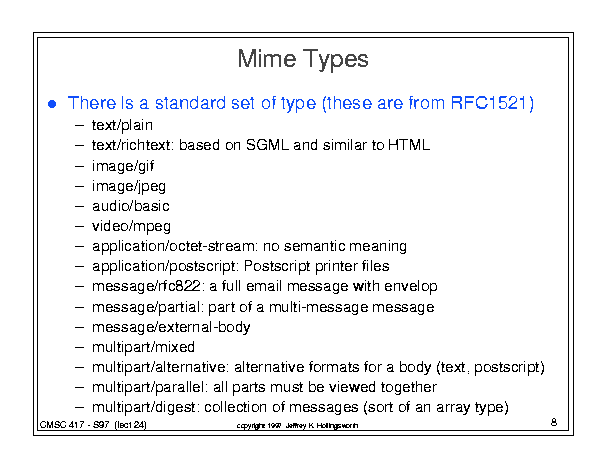 Mime Types
● There Is a standard set of type (these are from RFC1521)
– text/plain
– text/richtext: based on SGML and similar to HTML
– image/gif
– image/jpeg
– audio/basic
– video/mpeg
– application/octet-stream: no semantic meaning
– application/postscript: Postscript printer files
– message/rfc822: a full email message with envelop
– message/partial: part of a multi-message message
– message/external-body
– multipart/mixed
– multipart/alternative: alternative formats for a body (text, postscript)
– multipart/parallel: all parts must be viewed together
– multipart/digest: collection of messages (sort of an array type)
CMSC 417 - S97 (lect24)
copyright 1997 Jeffrey K. Hollingsworth
8